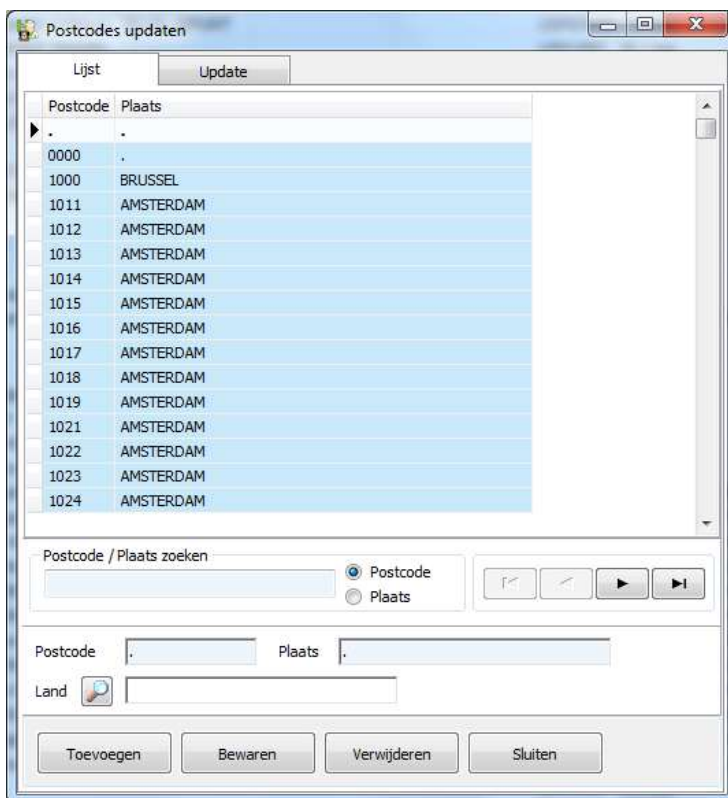 Postcodes updaten
Lijst Update
Postcode Plaats
. .
0000 .
1000 BRUSSEL
1011 AMSTERDAM
1012 AMSTERDAM
1013 AMSTERDAM
1014 AMSTERDAM
1015 AMSTERDAM
1016 AMSTERDAM
1017 AMSTERDAM
1018 AMSTERDAM
1019 AMSTERDAM
1021 AMSTERDAM
1022 AMSTERDAM
1023 AMSTERDAM
1024 AMSTERDAM
Postcode / Plaats zoeken
Postcode
Plaats
Postcode . Plaats .
Land
Toevoegen Bewaren Verwijderen Sluiten